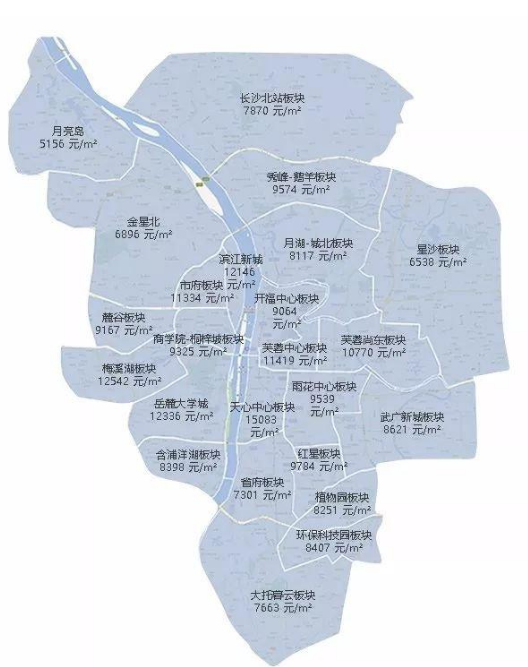 长沙北站板块
7870 元/m²
月亮岛
5156 元/m²
秀峰-鹅羊板块
9574 元/m²
金星北
6896 元/m²
月湖-城北板块
8117 元/m²
星沙板块
6538 元/m²
滨江新城
12146
元/m²
市府板块
11334 元/m²
开福中心板块
9064
元/m²
麓谷板块
9167 元/m²
商学院-桐梓坡板块
9325 元/m²
芙蓉中心板块
11419 元/m²
芙蓉尚东板块
10770 元/m²
梅溪湖板块
12542 元/m²
雨花中心板块
9539
元/m²
岳麓大学城
12336 元/m²
天心中心板块
15083
元/m²
武广新城板块
8621 元/m²
含浦洋湖板块
8398 元/m²
红星板块
9784 元/m²
省府板块
7301 元/m²
植物园板块
8251 元/m²
环保科技园板块
8407 元/m²
大托暮云板块
7663 元/m²